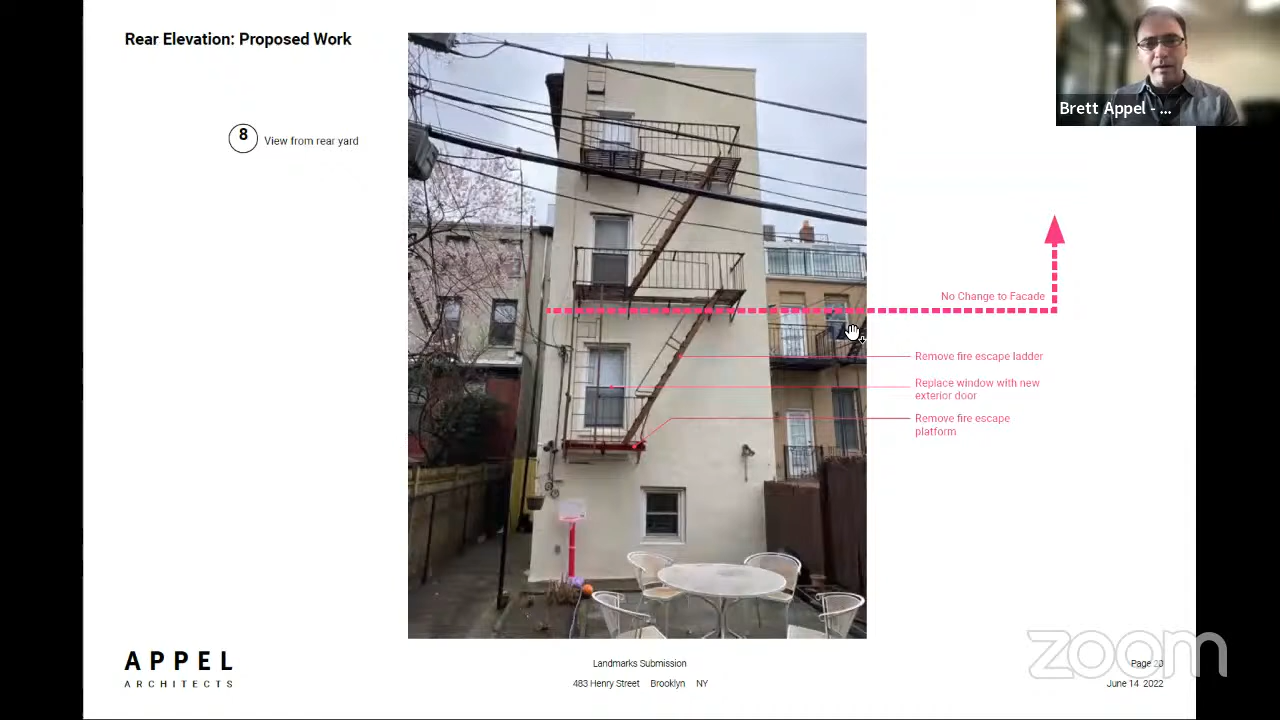 Rear Elevation: Proposed Work
Brett Appel - ...
8
View from rear yard
No Change to Facade
Remove fire escape ladder
Replace window with new
exterior door
Remove fire escape
platform
APPEL
ARCHITECTS
Landmarks Submission
483 Henry Street Brooklyn NY
zoom
Page 20
June 14 2022